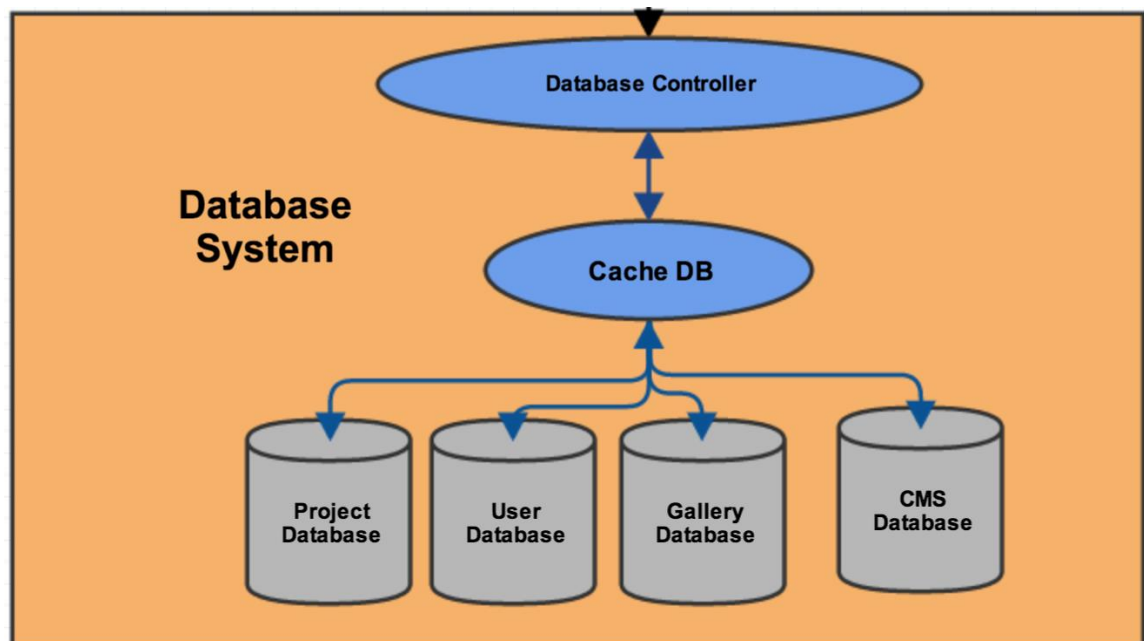 Database Controller
Database
System
Cache DB
Project
Database
User
Database
Gallery
Database
CMS
Database